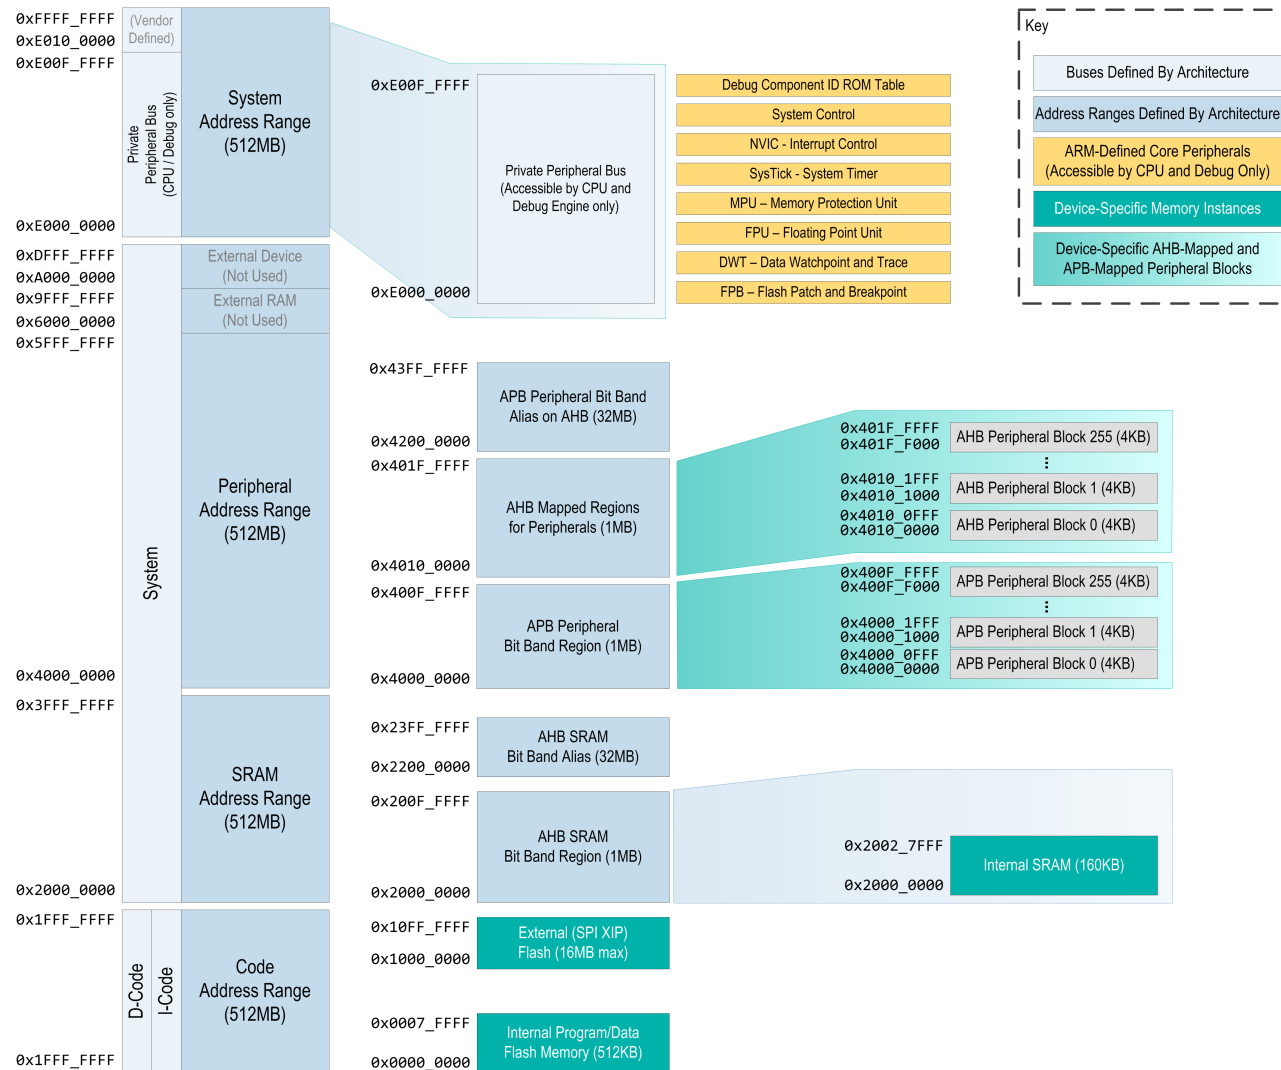 0xFFFF_FFFF
0xE010_0000
0xE00F_FFFF
0xE000_0000
0xDFFF_FFFF
0xA000_0000
0x9FFF_FFFF
0x6000_0000
0x5FFF_FFFF
0x4000_0000
0x3FFF_FFFF
0x2000_0000
0x1FFF_FFFF
0x1FFF_FFFF
(Vendor
Defined)
Private
Peripheral Bus
(CPU / Debug only)
System
D-Code
I-Code
System
Address Range
(512MB)
External Device
(Not Used)
External RAM
(Not Used)
Peripheral
Address Range
(512MB)
SRAM
Address Range
(512MB)
Code
Address Range
(512MB)
0xE00F_FFFF
0xE000_0000
Private Peripheral Bus
(Accessible by CPU and
Debug Engine only)
Debug Component ID ROM Table
System Control
NVIC - Interrupt Control
SysTick - System Timer
MPU – Memory Protection Unit
FPU – Floating Point Unit
DWT – Data Watchpoint and Trace
FPB – Flash Patch and Breakpoint
0x43FF_FFFF
APB Peripheral Bit Band
Alias on AHB (32MB)
0x4200_0000
0x401F_FFFF
AHB Mapped Regions
for Peripherals (1MB)
0x4010_0000
0x400F_FFFF
APB Peripheral
Bit Band Region (1MB)
0x4000_0000
0x401F_FFFF
0x401F_F000
AHB Peripheral Block 255 (4KB)
0x4010_1FFF
0x4010_1000
AHB Peripheral Block 1 (4KB)
0x4010_0FFF
0x4010_0000
AHB Peripheral Block 0 (4KB)
0x400F_FFFF
0x400F_F000
APB Peripheral Block 255 (4KB)
0x4000_1FFF
0x4000_1000
APB Peripheral Block 1 (4KB)
0x4000_0FFF
0x4000_0000
APB Peripheral Block 0 (4KB)
0x23FF_FFFF
AHB SRAM
Bit Band Alias (32MB)
0x2200_0000
0x200F_FFFF
AHB SRAM
Bit Band Region (1MB)
0x2000_0000
0x2002_7FFF
Internal SRAM (160KB)
0x2000_0000
0x10FF_FFFF
External (SPI XIP)
Flash (16MB max)
0x1000_0000
0x0007_FFFF
Internal Program/Data
Flash Memory (512KB)
0x0000_0000
Key
Buses Defined By Architecture
Address Ranges Defined By Architecture
ARM-Defined Core Peripherals
(Accessible by CPU and Debug Only)
Device-Specific Memory Instances
Device-Specific AHB-Mapped and
APB-Mapped Peripheral Blocks